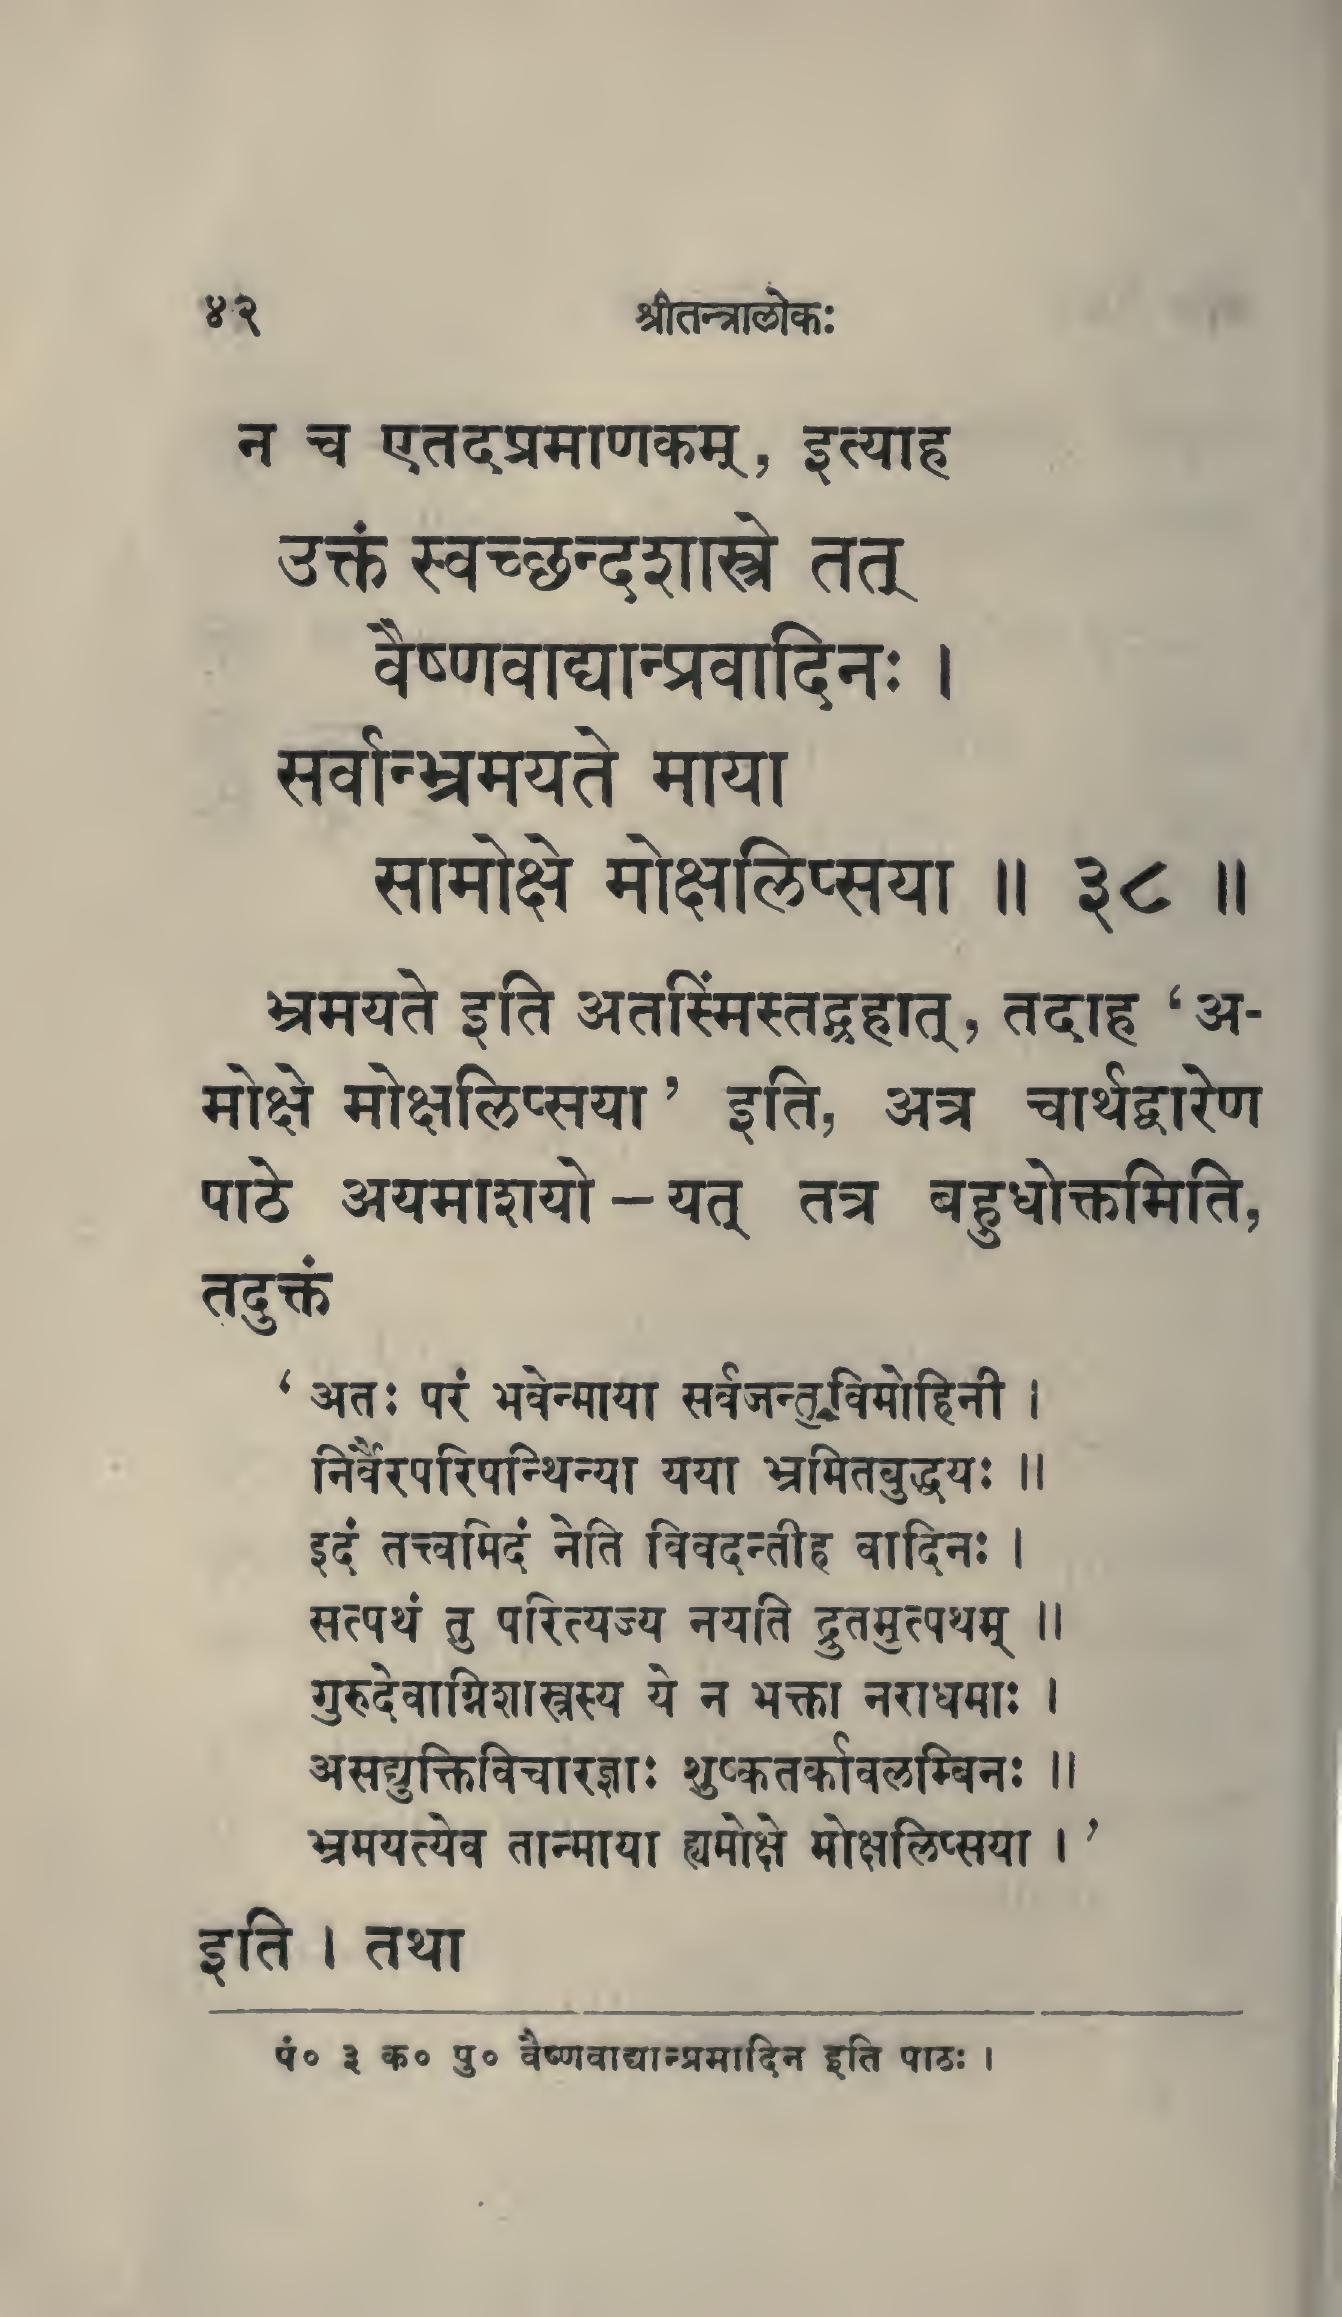 ४२ श्रीतन्त्रालोकः
न च एतदप्रमाणकम्, इत्याह
उक्तं स्वच्छन्दशास्त्रे तत्
वैष्णवाद्यान्प्रवादिनः ।
सर्वान्भ्रमयते माया
सामोक्षे मोक्षलिप्सया ॥ ३८ ॥
भ्रमयते इति अतस्मिंस्तद्ग्रहात्, तदाह ‘ अ-
मोक्षे मोक्षलिप्सया ’ इति, अत्र चार्थद्वारेण
पाठे अयमाशयो – यत् तत्र बहुधोक्तमिति,
तदुक्तं
‘ अतः परं भवेन्माया सर्वजन्तुविमोहिनी ।
निर्वैरपरिपन्थिन्या यया भ्रमितबुद्धयः ॥
इदं तत्त्वमिदं नेति विवदन्तीह वादिनः ।
सत्पथं तु परित्यज्य नयति द्रुतमुत्पथम् ॥
गुरुदेवाग्निशास्त्रस्य ये न भक्ता नराधमाः ।
असद्युक्तिविचारज्ञाः शुष्कतर्कावलम्बिनः ॥
भ्रमयत्येव तान्माया ह्यमोक्षे मोक्षलिप्सया । ’
इति । तथा
पं० ३ क० पु० वैष्णवाद्यान्प्रमादिन इति पाठः ।